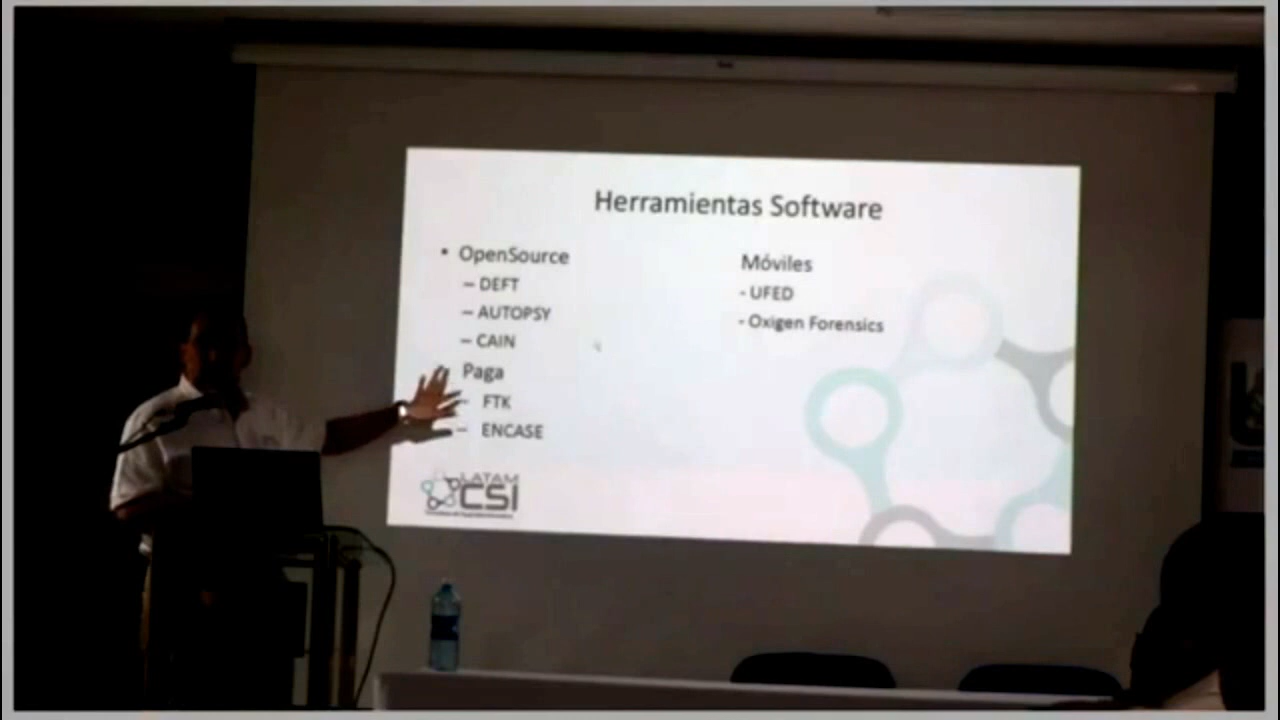 Herramientas Software
• OpenSource
– DEFT
– AUTOPSY
– CAIN
Paga
– FTK
– ENCASE
Móviles
- UFED
- Oxigen Forensics
LATAM
CSI